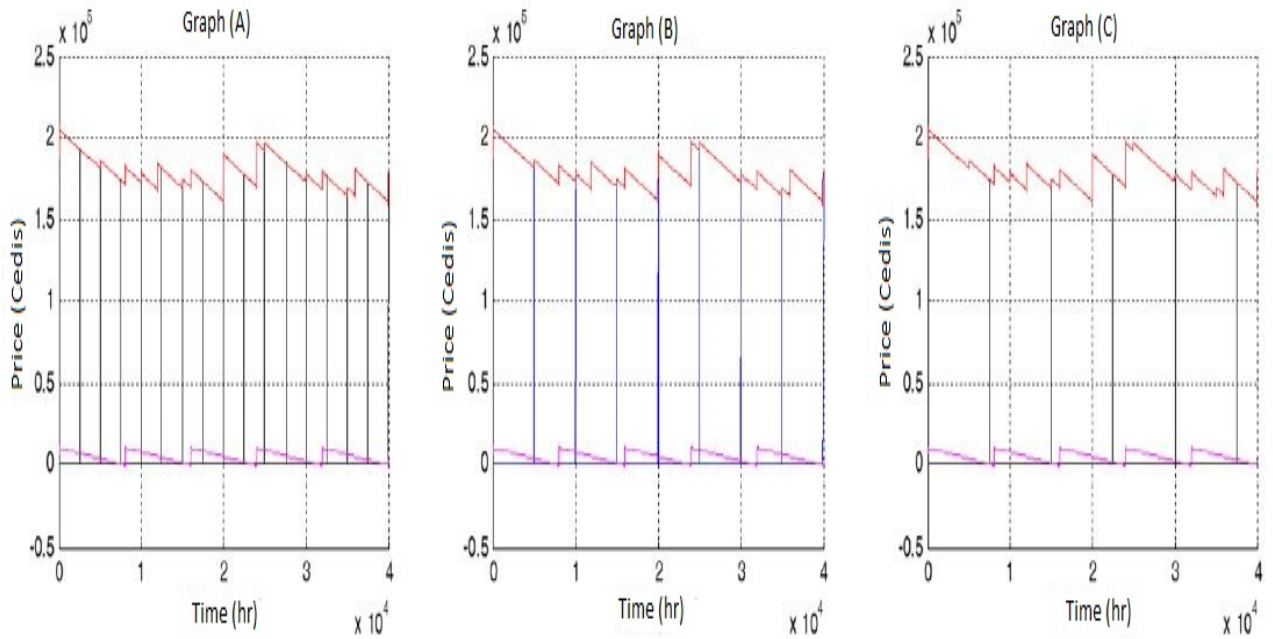 Graph (A)
x 10^5
2.5
2
1.5
1
0.5
0
-0.5
0 1 2 3 4
Price (Cedis)
Time (hr)
x 10^4
Graph (B)
x 10^5
2.5
2
1.5
1
0.5
0
-0.5
0 1 2 3 4
Price (Cedis)
Time (hr)
x 10^4
Graph (C)
x 10^5
2.5
2
1.5
1
0.5
0
-0.5
0 1 2 3 4
Price (Cedis)
Time (hr)
x 10^4